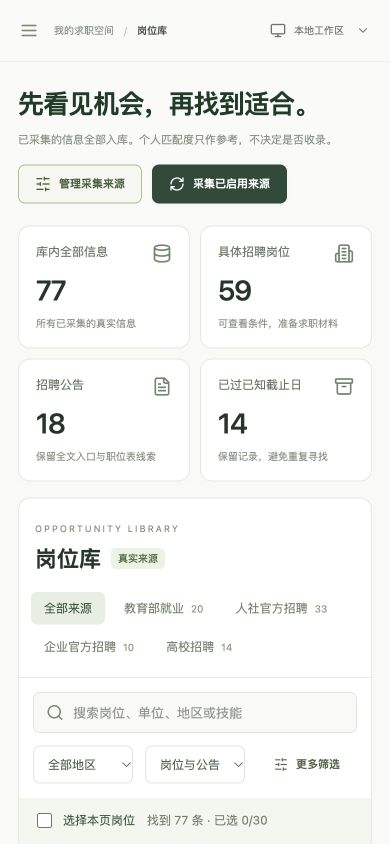 我的求职空间 / 岗位库 本地工作区
先看见机会，再找到适合。
已采集的信息全部入库。个人匹配度只作参考，不决定是否收录。
管理采集来源 采集已启用来源
库内全部信息 具体招聘岗位
77 59
所有已采集的真实信息 可查看条件，准备求职材料
招聘公告 已过已知截止日
18 14
保留全文入口与职位表线索 保留记录，避免重复寻找
OPPORTUNITY LIBRARY
岗位库 真实来源
全部来源 教育部就业 20 人社官方招聘 33
企业官方招聘 10 高校招聘 14
搜索岗位、单位、地区或技能
全部地区 岗位与公告 更多筛选
选择本页岗位 找到 77 条 · 已选 0/30